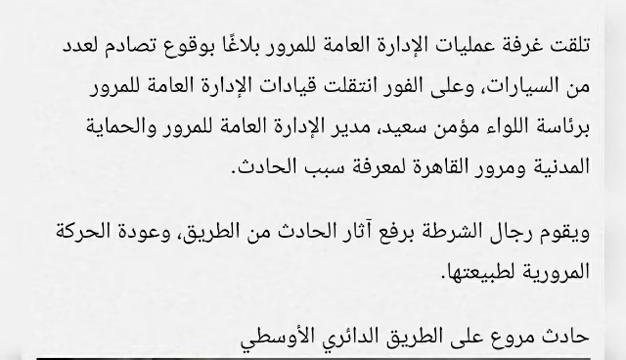 تلقت غرفة عمليات الإدارة العامة للمرور بلاغًا بوقوع تصادم لعدد
من السيارات، وعلى الفور انتقلت قيادات الإدارة العامة للمرور
برئاسة اللواء مؤمن سعيد، مدير الإدارة العامة للمرور والحماية
المدنية ومرور القاهرة لمعرفة سبب الحادث.
ويقوم رجال الشرطة برفع آثار الحادث من الطريق، وعودة الحركة
المرورية لطبيعتها.
حادث مروع على الطريق الدائري الأوسطي